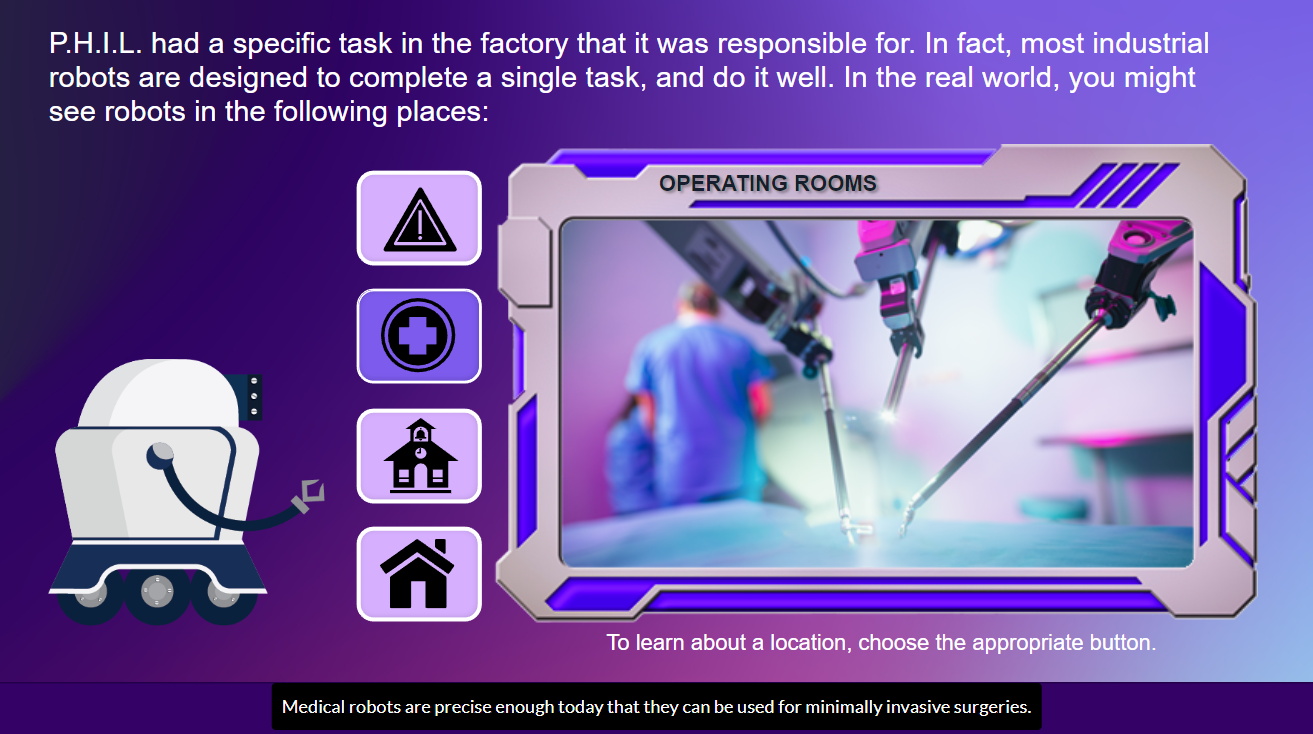 P.H.I.L. had a specific task in the factory that it was responsible for. In fact, most industrial
robots are designed to complete a single task, and do it well. In the real world, you might
see robots in the following places:
OPERATING ROOMS
To learn about a location, choose the appropriate button.
Medical robots are precise enough today that they can be used for minimally invasive surgeries.